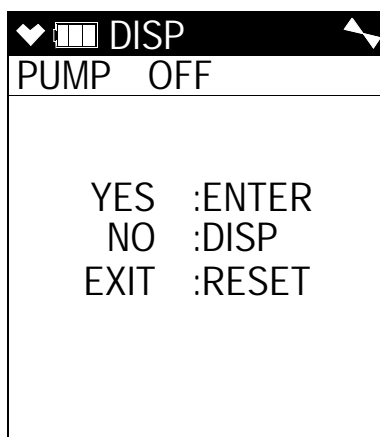 DISP
PUMP OFF
YES :ENTER
NO :DISP
EXIT :RESET